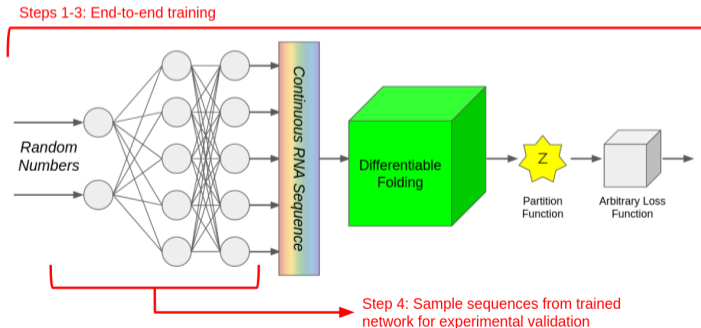 Steps 1-3: End-to-end training
Random
Numbers
Continuous RNA Sequence
Differentiable
Folding
Z
Partition
Function
Arbitrary Loss
Function
Step 4: Sample sequences from trained
network for experimental validation